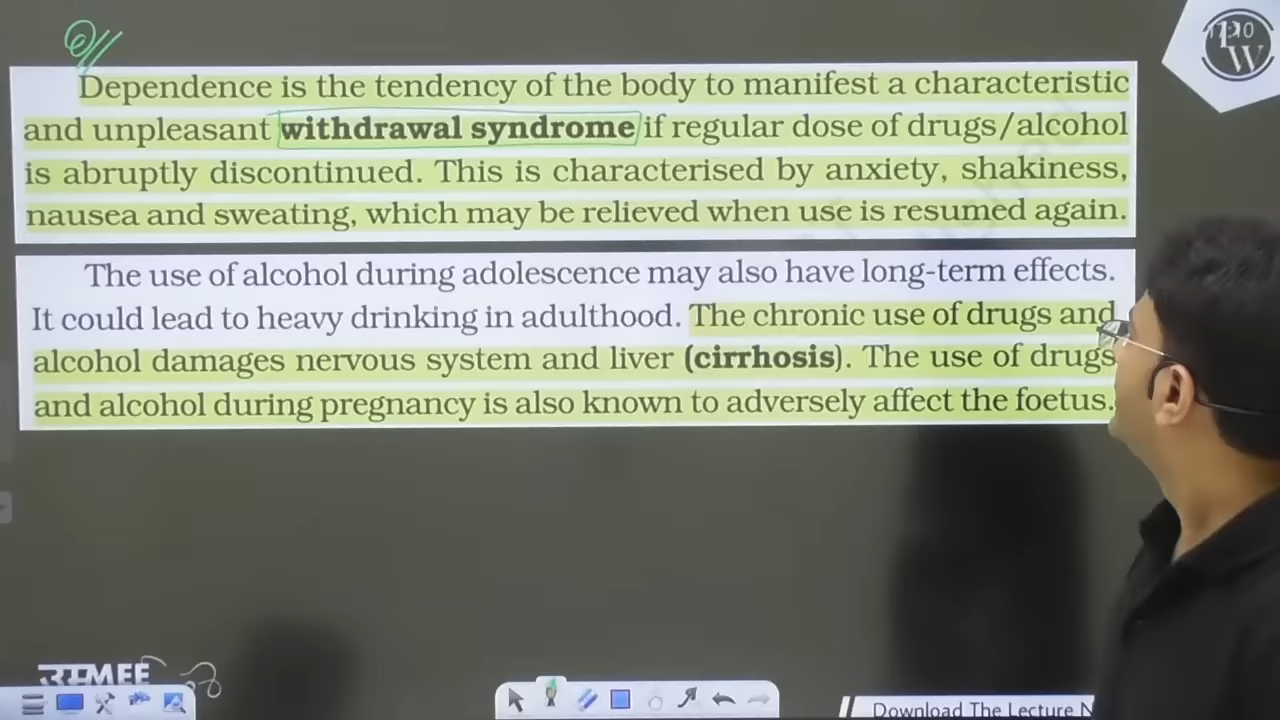 Dependence is the tendency of the body to manifest a characteristic
and unpleasant withdrawal syndrome if regular dose of drugs/alcohol
is abruptly discontinued. This is characterised by anxiety, shakiness,
nausea and sweating, which may be relieved when use is resumed again.
The use of alcohol during adolescence may also have long-term effects.
It could lead to heavy drinking in adulthood. The chronic use of drugs and
alcohol damages nervous system and liver (cirrhosis). The use of drugs
and alcohol during pregnancy is also known to adversely affect the foetus.
उम्मीद
Download The Lecture N